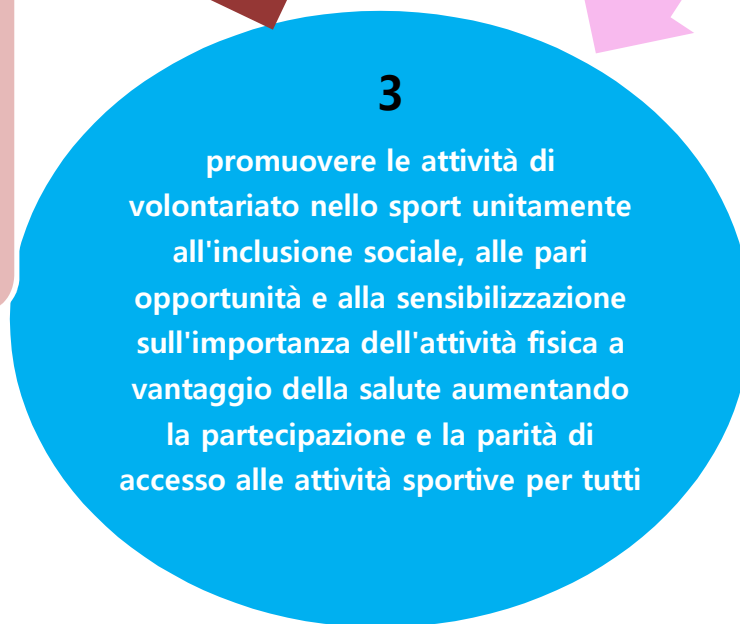 3
promuovere le attività di
volontariato nello sport unitamente
all'inclusione sociale, alle pari
opportunità e alla sensibilizzazione
sull'importanza dell'attività fisica a
vantaggio della salute aumentando
la partecipazione e la parità di
accesso alle attività sportive per tutti